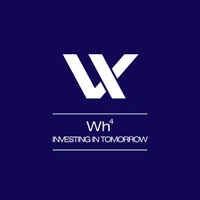 Wh⁴
INVESTING IN TOMORROW